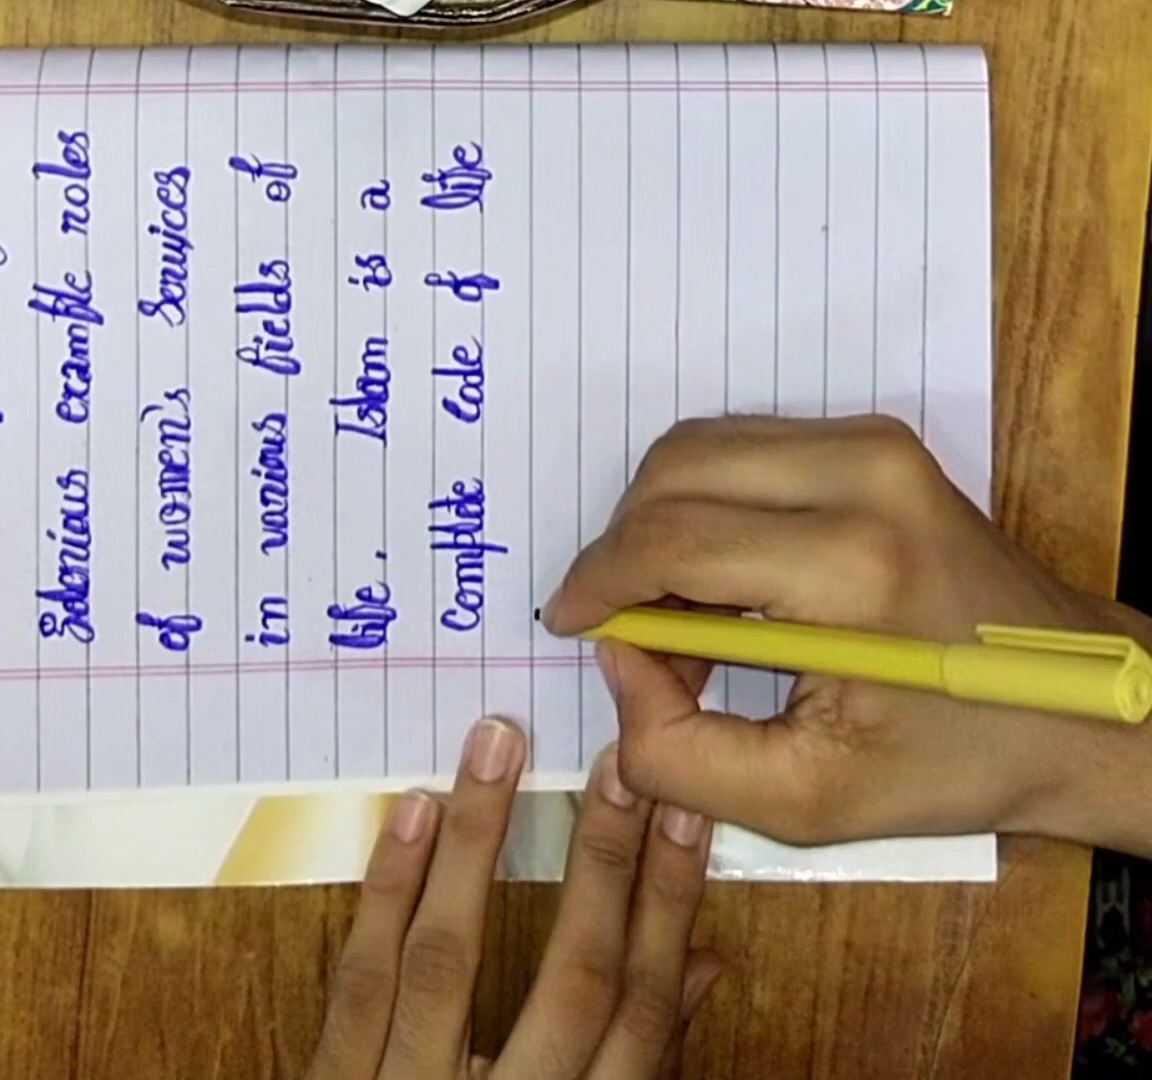 example roles
of women's Services
in various fields of
life. Islam is a
Complete Code of life